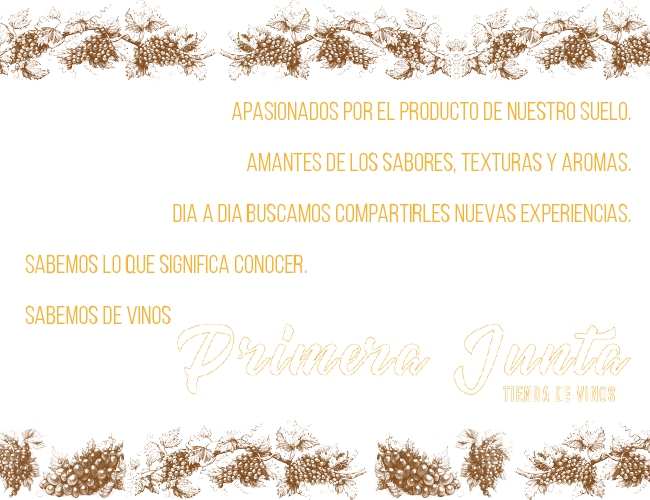 APASIONADOS POR EL PRODUCTO DE NUESTRO SUELO.
AMANTES DE LOS SABORES, TEXTURAS Y AROMAS.
DIA A DIA BUSCAMOS COMPARTIRLES NUEVAS EXPERIENCIAS.
SABEMOS LO QUE SIGNIFICA CONOCER.
SABEMOS DE VINOS
Primera Junta
TIENDA DE VINOS